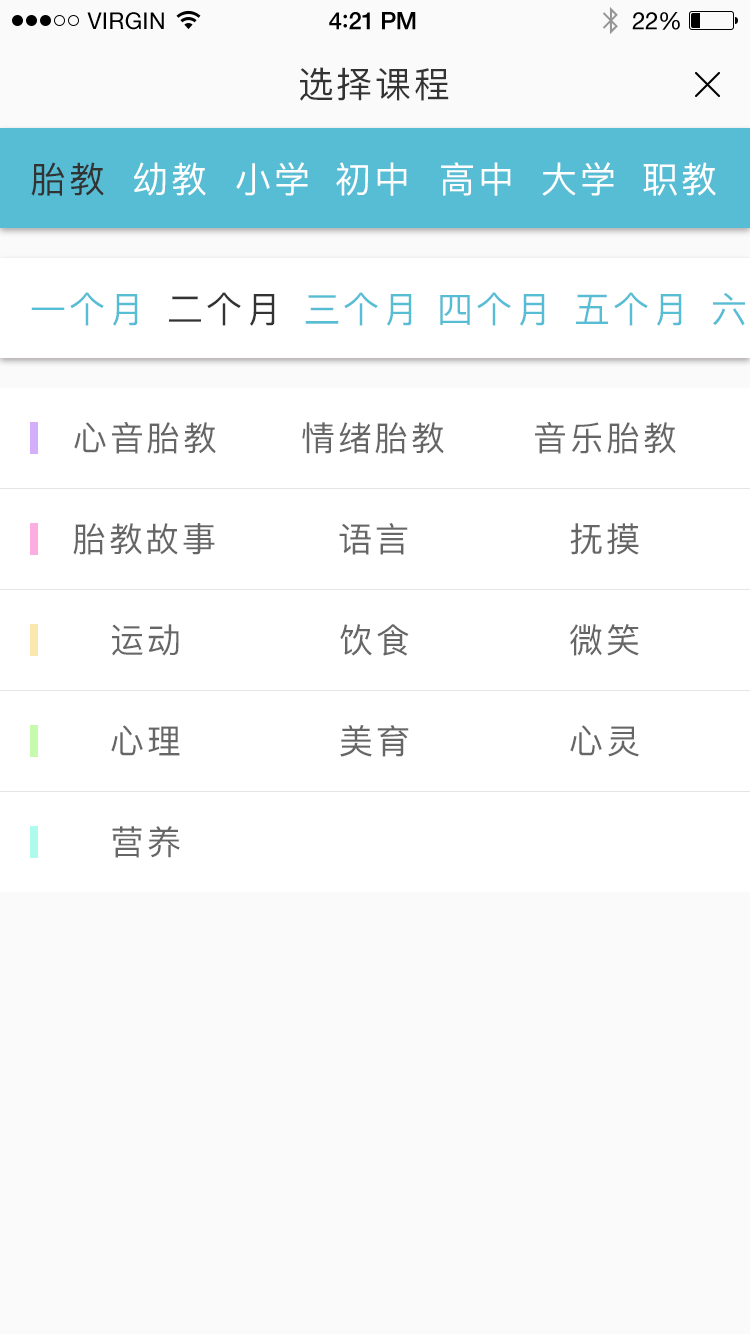 VIRGIN 4:21 PM 22%
选择课程
胎教 幼教 小学 初中 高中 大学 职教
一个月 二个月 三个月 四个月 五个月 六
心音胎教 情绪胎教 音乐胎教
胎教故事 语言 抚摸
运动 饮食 微笑
心理 美育 心灵
营养